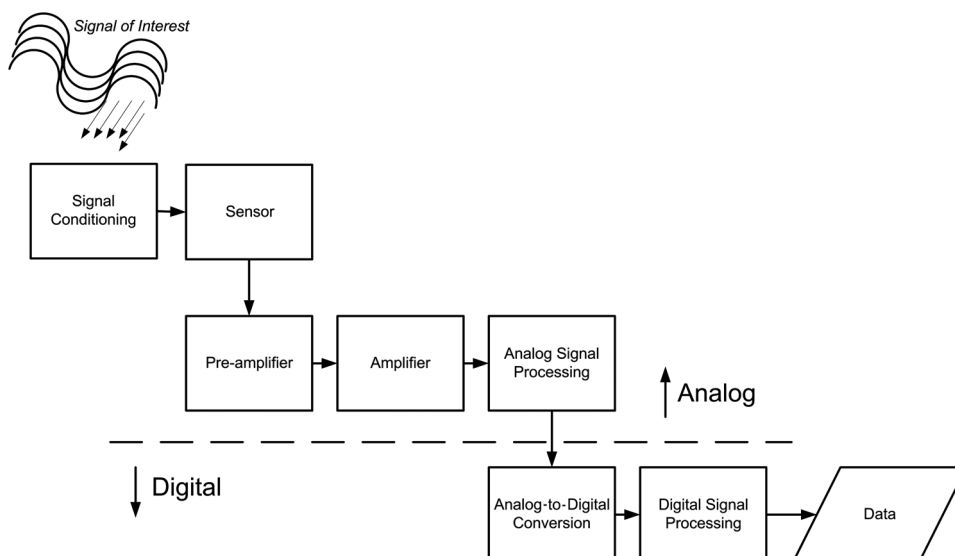 Signal of Interest
Signal
Conditioning
Sensor
Pre-amplifier
Amplifier
Analog Signal
Processing
Analog
Digital
Analog-to-Digital
Conversion
Digital Signal
Processing
Data